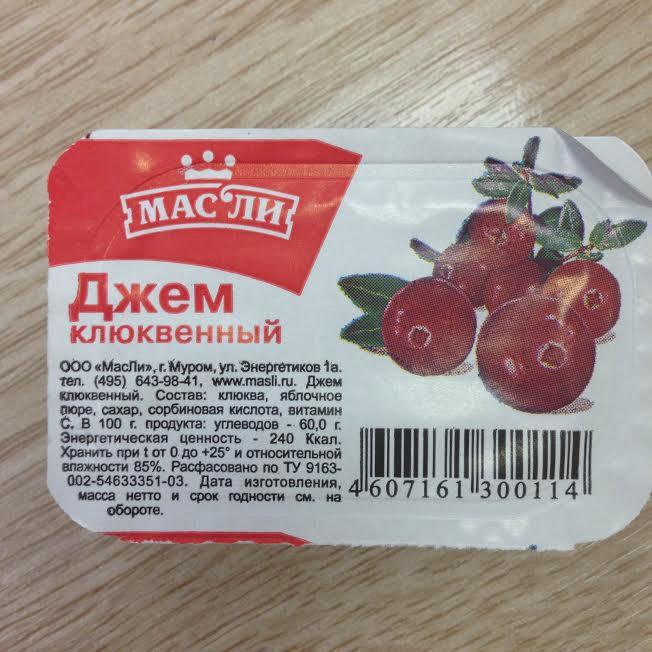 МАС ЛИ
Джем
клюквенный
ООО «МасЛи», г. Муром, ул. Энергетиков 1а.
тел. (495) 643-98-41, www.masli.ru. Джем
клюквенный. Состав: клюква, яблочное
пюре, сахар, сорбиновая кислота, витамин
С. В 100 г. продукта: углеводов - 60,0 г.
Энергетическая ценность - 240 Ккал.
Хранить при t от 0 до +25° и относительной
влажности 85%. Расфасовано по ТУ 9163-
002-54633351-03. Дата изготовления,
масса нетто и срок годности см. на
обороте.
4 607161 300114